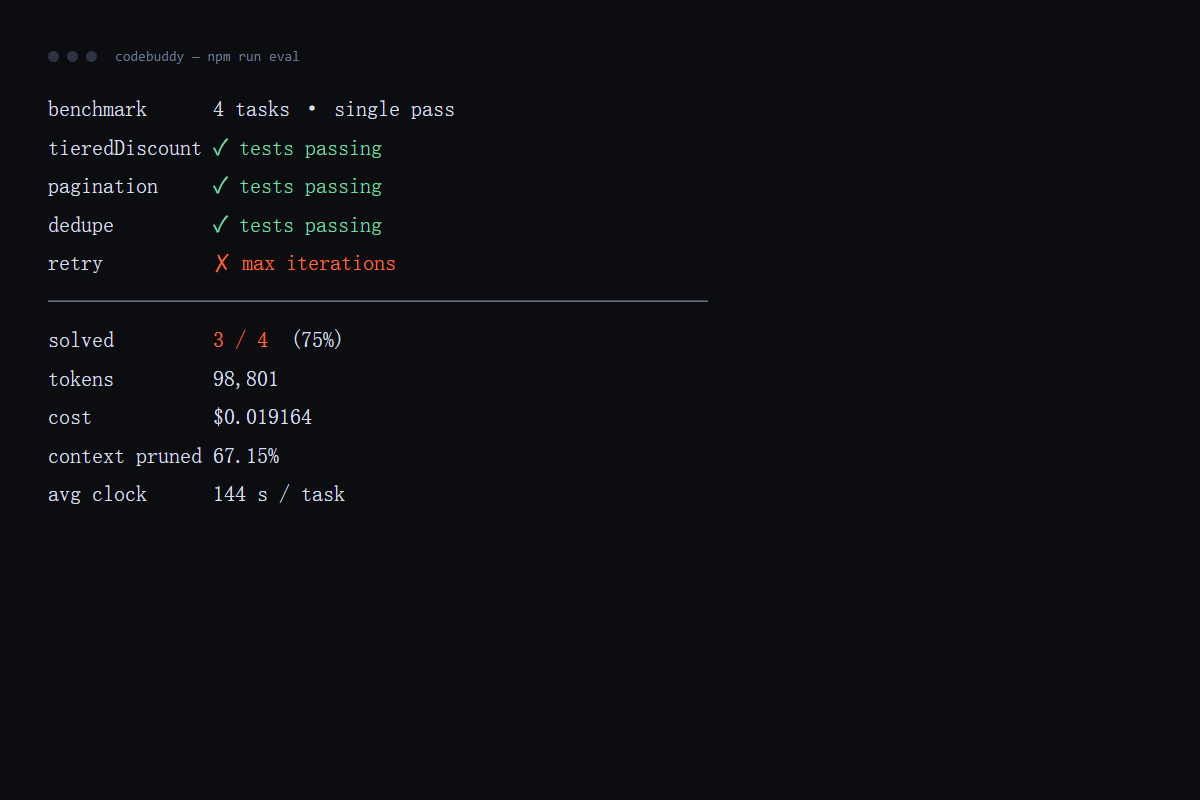 codebuddy — npm run eval
benchmark 4 tasks • single pass
tieredDiscount ✓ tests passing
pagination ✓ tests passing
dedupe ✓ tests passing
retry ✗ max iterations
solved 3 / 4 (75%)
tokens 98,801
cost $0.019164
context pruned 67.15%
avg clock 144 s / task